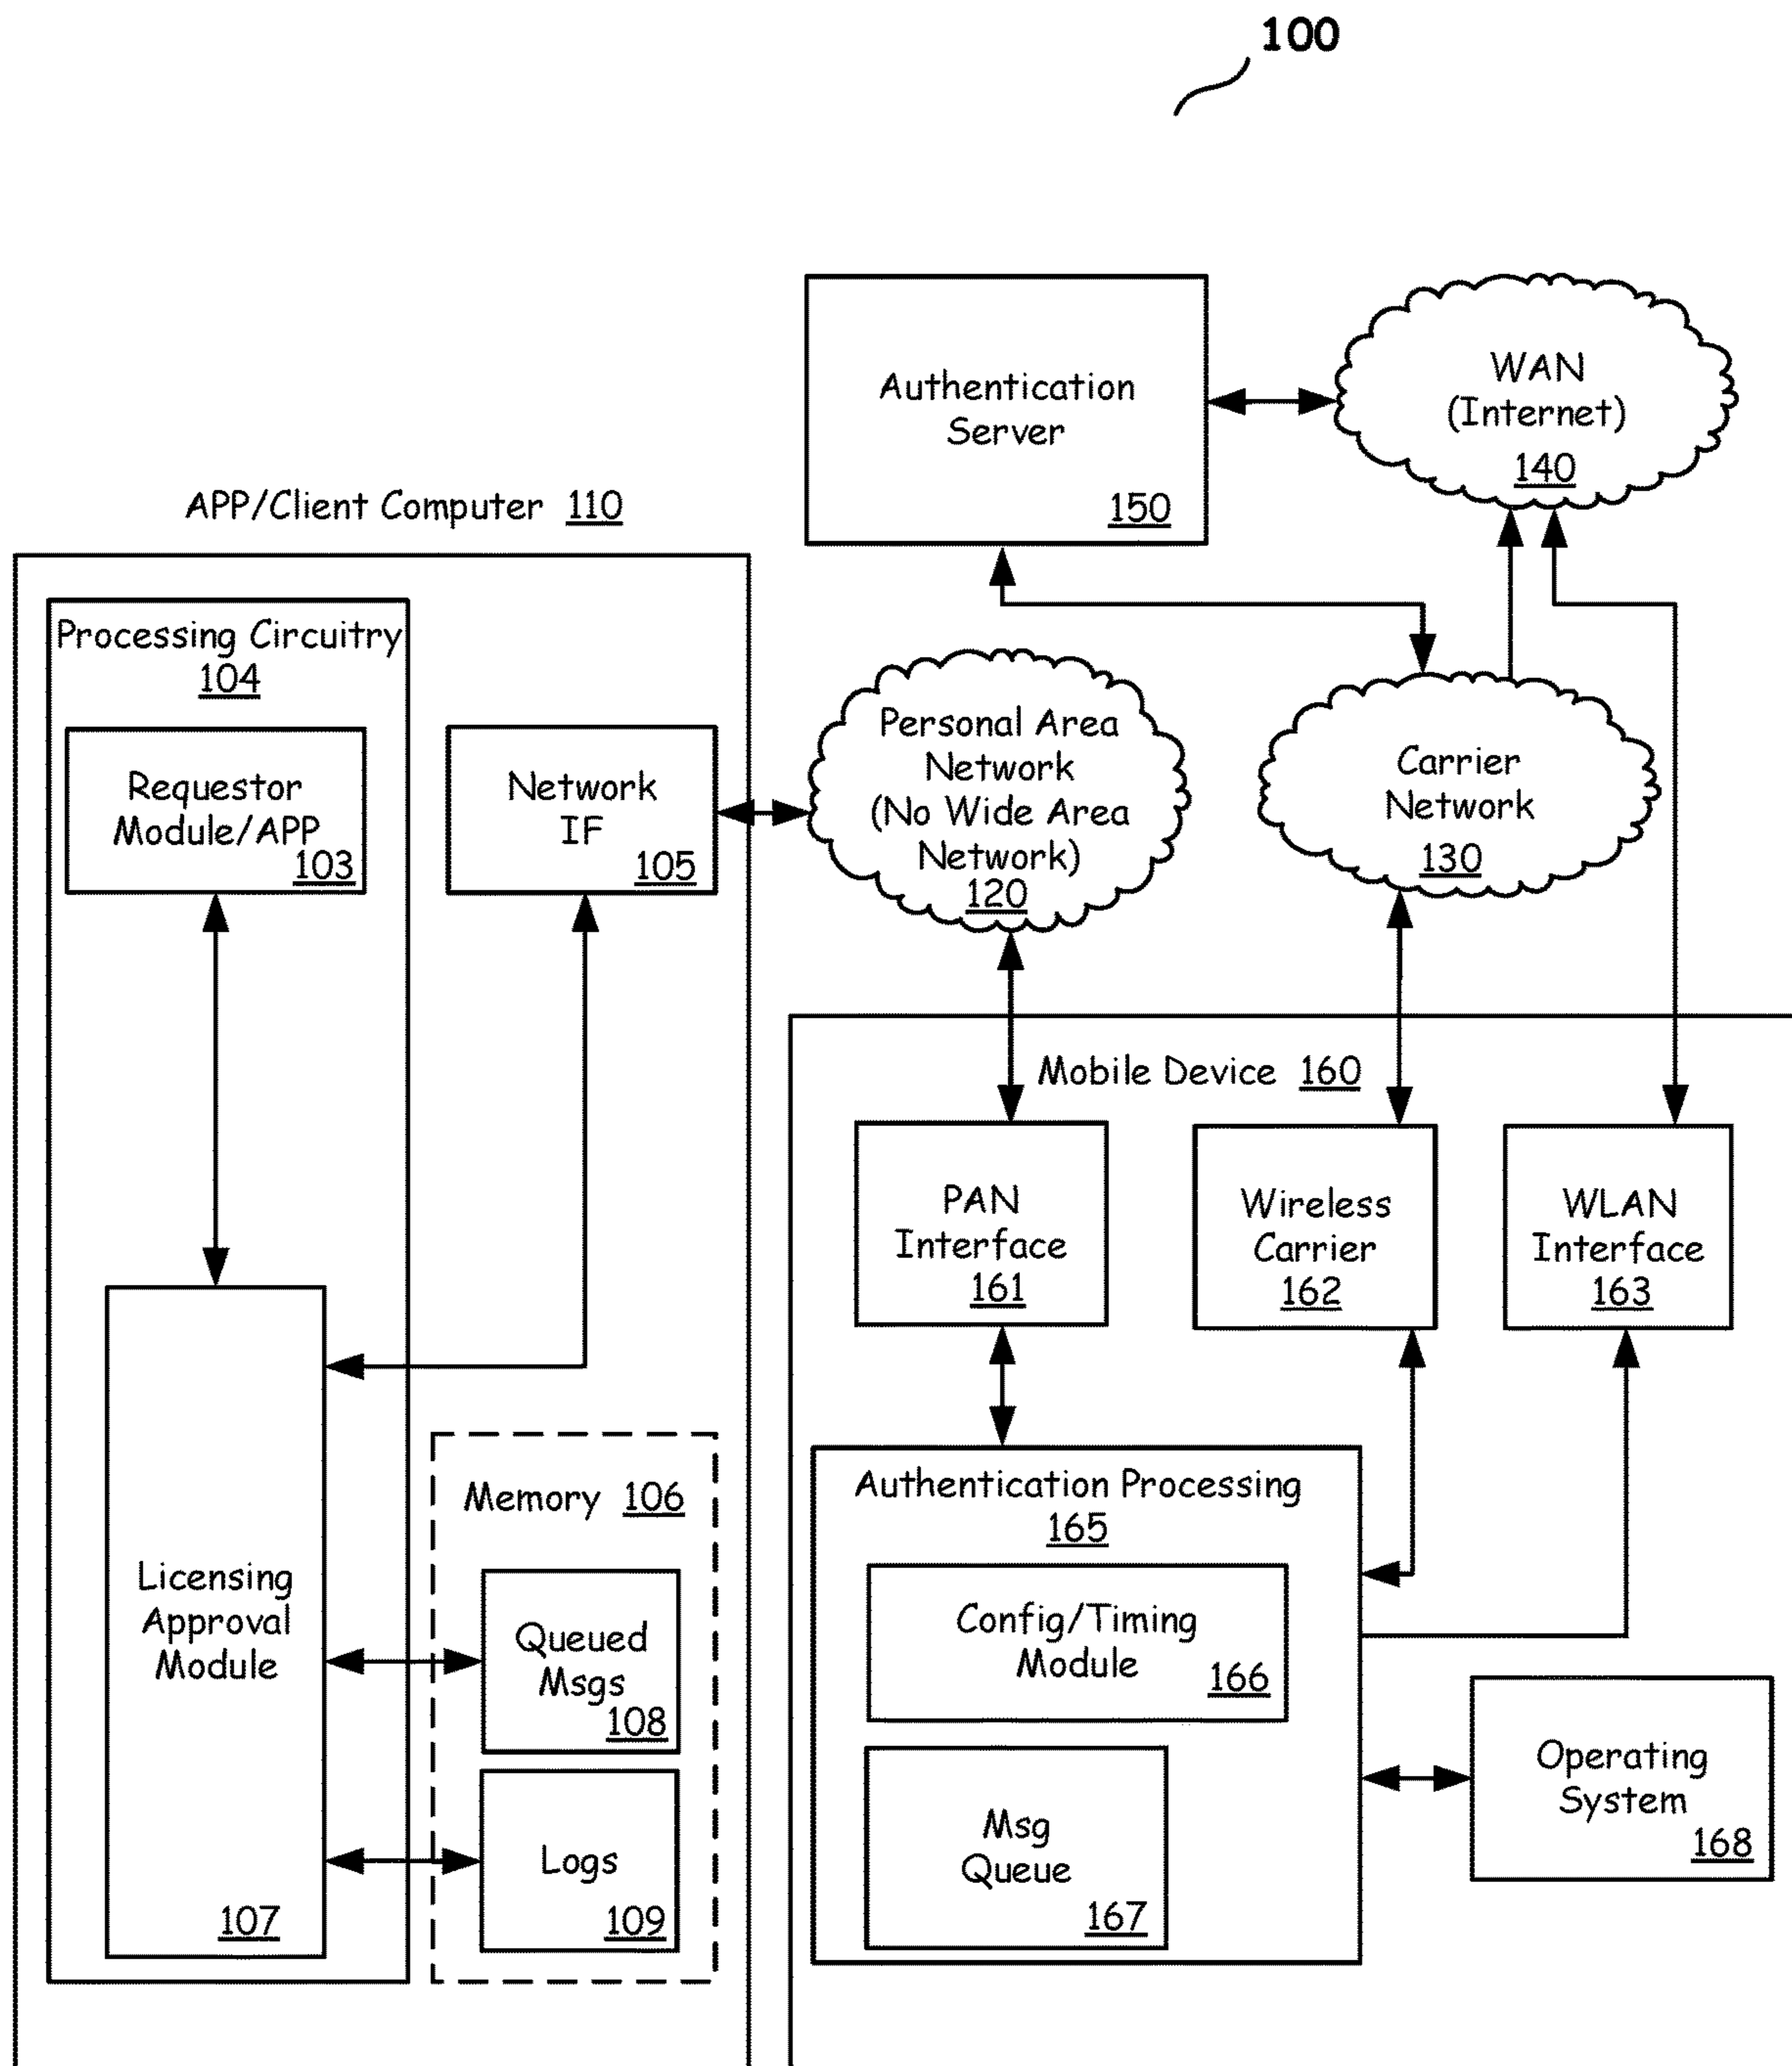 100
Authentication
Server
150
WAN
(Internet)
140
APP/Client Computer 110
Processing Circuitry
104
Requestor
Module/APP
103
Network
IF
105
Personal Area
Network
(No Wide Area
Network)
120
Carrier
Network
130
Mobile Device 160
PAN
Interface
161
Wireless
Carrier
162
WLAN
Interface
163
Licensing
Approval
Module
107
Memory 106
Queued
Msgs
108
Logs
109
Authentication Processing
165
Config/Timing
Module
166
Msg
Queue
167
Operating
System
168